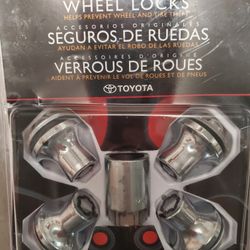 WHEEL LOCKS
HELPS PREVENT WHEEL AND TIRE THEFT
ACCESORIOS ORIGINALES
SEGUROS DE RUEDAS
AYUDAN A EVITAR EL ROBO DE LAS RUEDAS
ACCESSOIRES D'ORIGINE
VERROUS DE ROUES
AIDENT À PRÉVENIR LE VOL DE ROUES ET DE PNEUS
TOYOTA